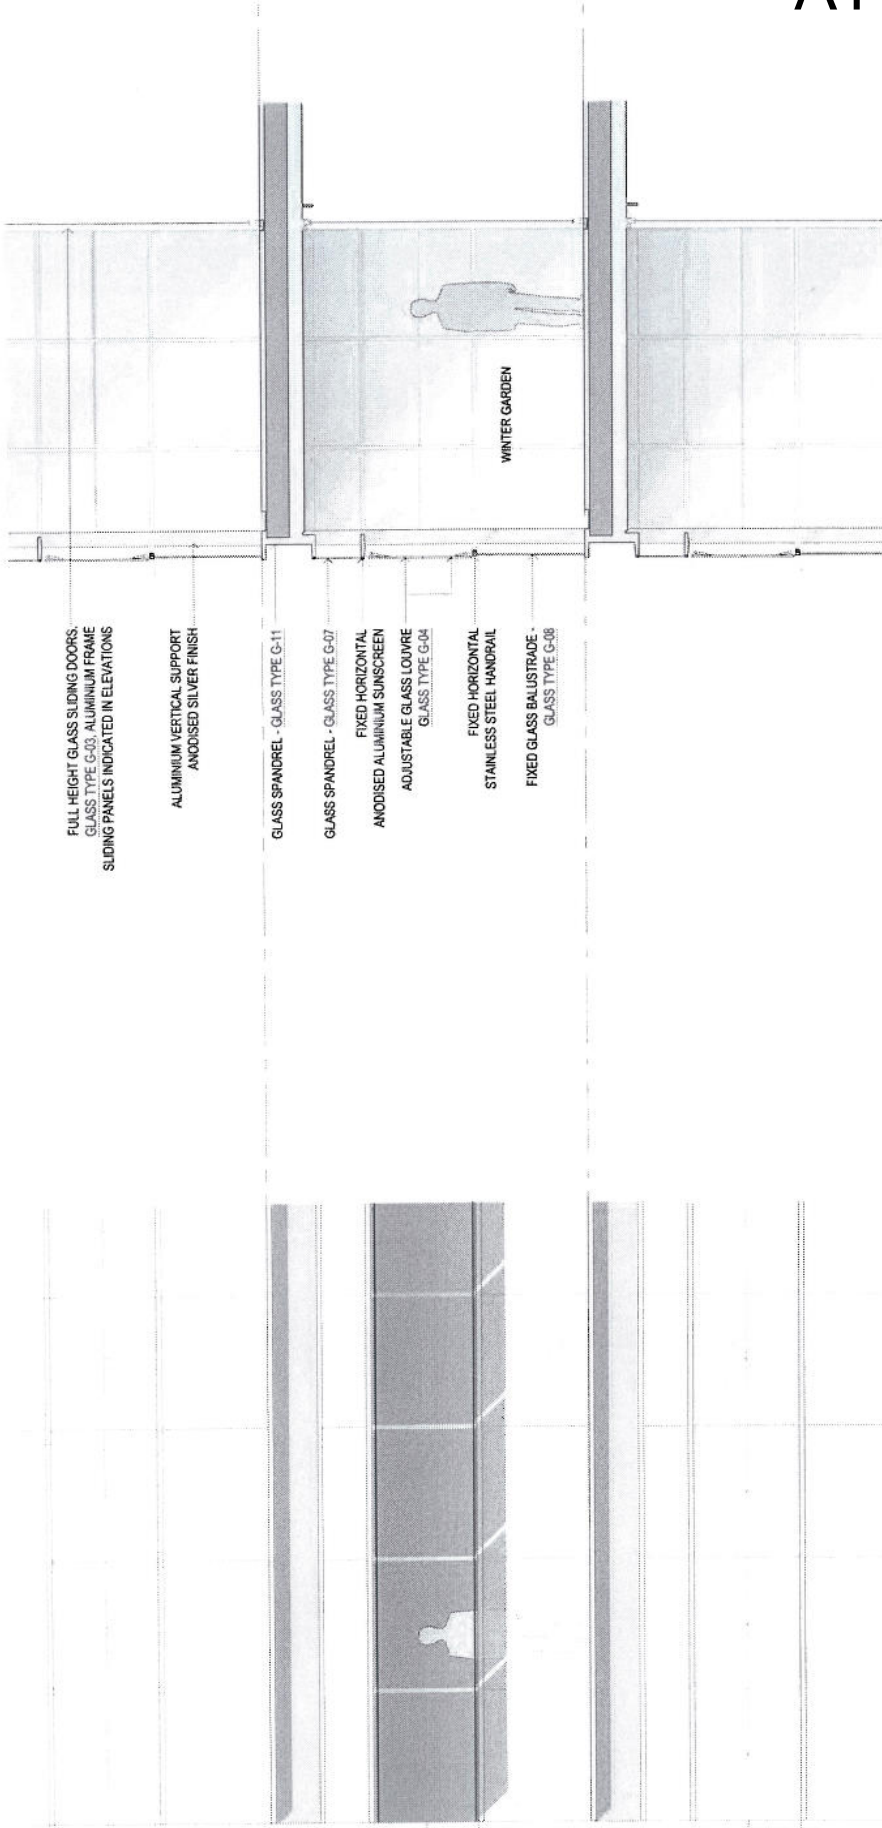 FULL HEIGHT GLASS SLIDING DOORS,
GLASS TYPE G-03, ALUMINIUM FRAME
SLIDING PANELS INDICATED IN ELEVATIONS
ALUMINIUM VERTICAL SUPPORT
ANODISED SILVER FINISH
GLASS SPANDREL - GLASS TYPE G-11
GLASS SPANDREL - GLASS TYPE G-07
FIXED HORIZONTAL
ANODISED ALUMINIUM SUNSCREEN
ADJUSTABLE GLASS LOUVRE
GLASS TYPE G-04
FIXED HORIZONTAL
STAINLESS STEEL HANDRAIL
FIXED GLASS BALUSTRADE -
GLASS TYPE G-08
WINTER GARDEN